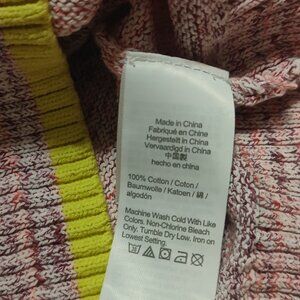 Made in China
Fabriqué en China
Hergestellt in China
Vervaardigd in China
中国製
hecho en china
100% Cotton / Coton /
Baumwolle / Katoen / 綿 /
algodón
Machine Wash Cold With Like
Colors. Non-Chlorine Bleach
Only. Tumble Dry Low. Iron on
Lowest Setting.